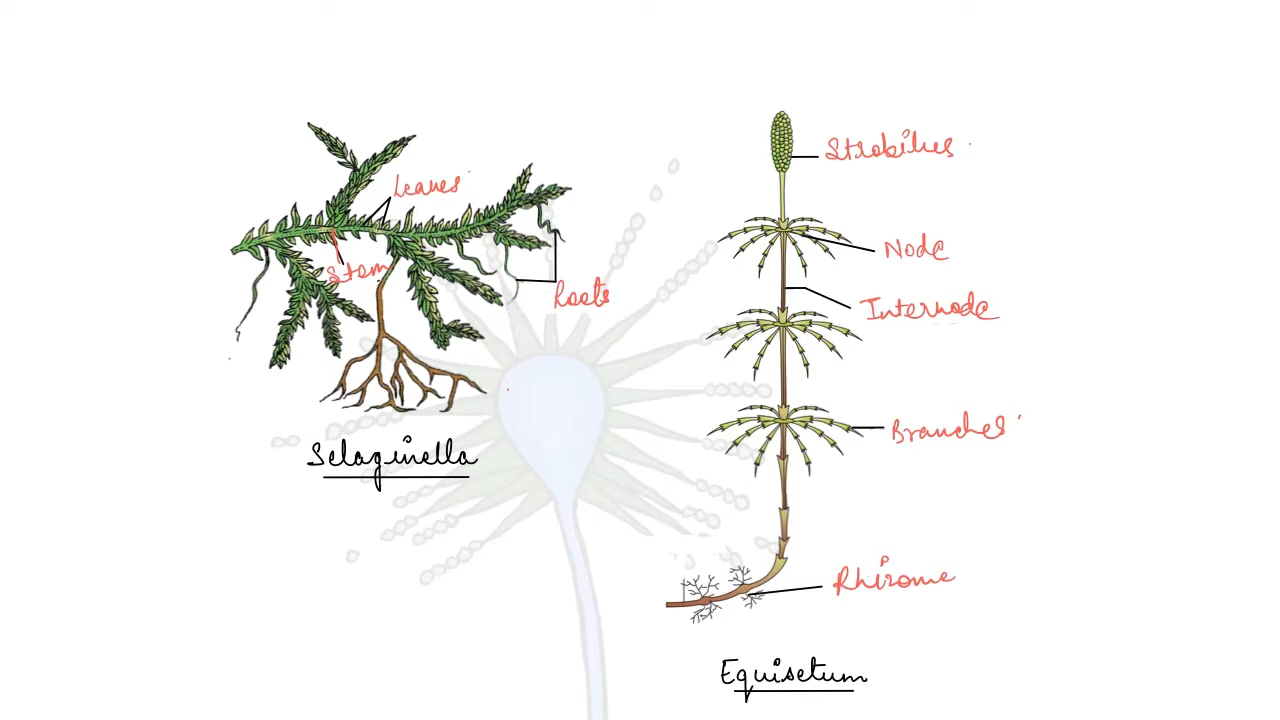 Leaves
Stem
Roots
Selaginella
Strobilus
Node
Internode
Branches
Rhizome
Equisetum